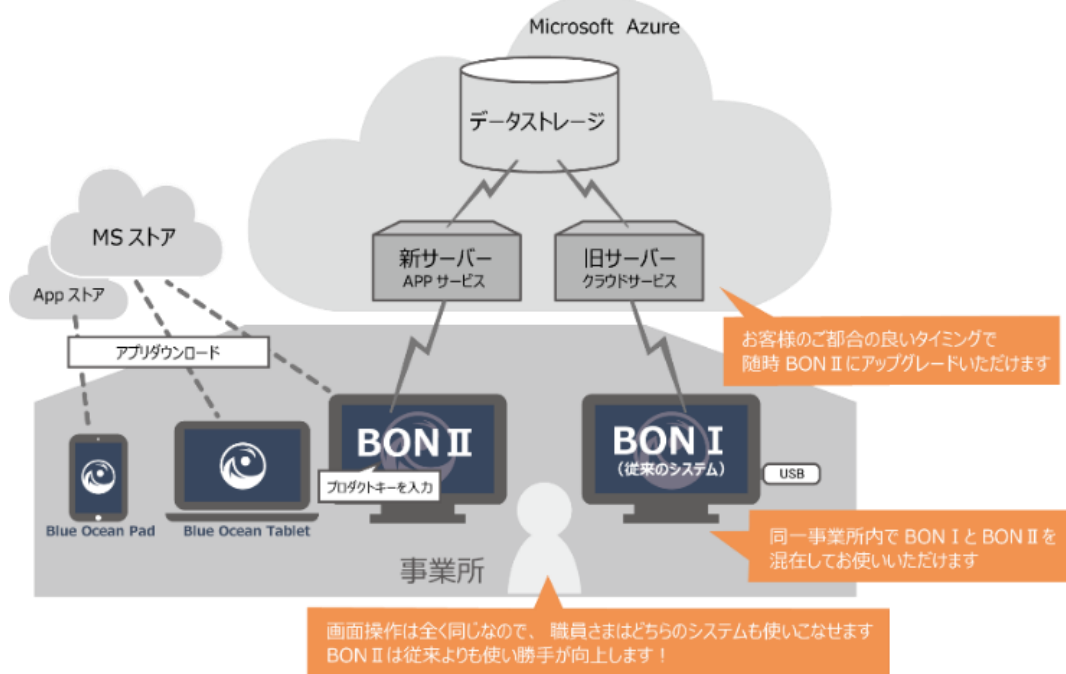 Microsoft Azure
データストレージ
MS ストア
App ストア
新サーバー
APP サービス
旧サーバー
クラウドサービス
お客様のご都合の良いタイミングで
随時 BON Ⅱ にアップグレードいただけます
アプリダウンロード
BON Ⅱ
プロダクトキーを入力
BON Ⅰ
（従来のシステム）
USB
Blue Ocean Pad
Blue Ocean Tablet
同一事業所内で BON Ⅰ と BON Ⅱ を
混在してお使いいただけます
事業所
画面操作は全く同じなので、 職員さまはどちらのシステムも使いこなせます
BON Ⅱ は従来よりも使い勝手が向上します！